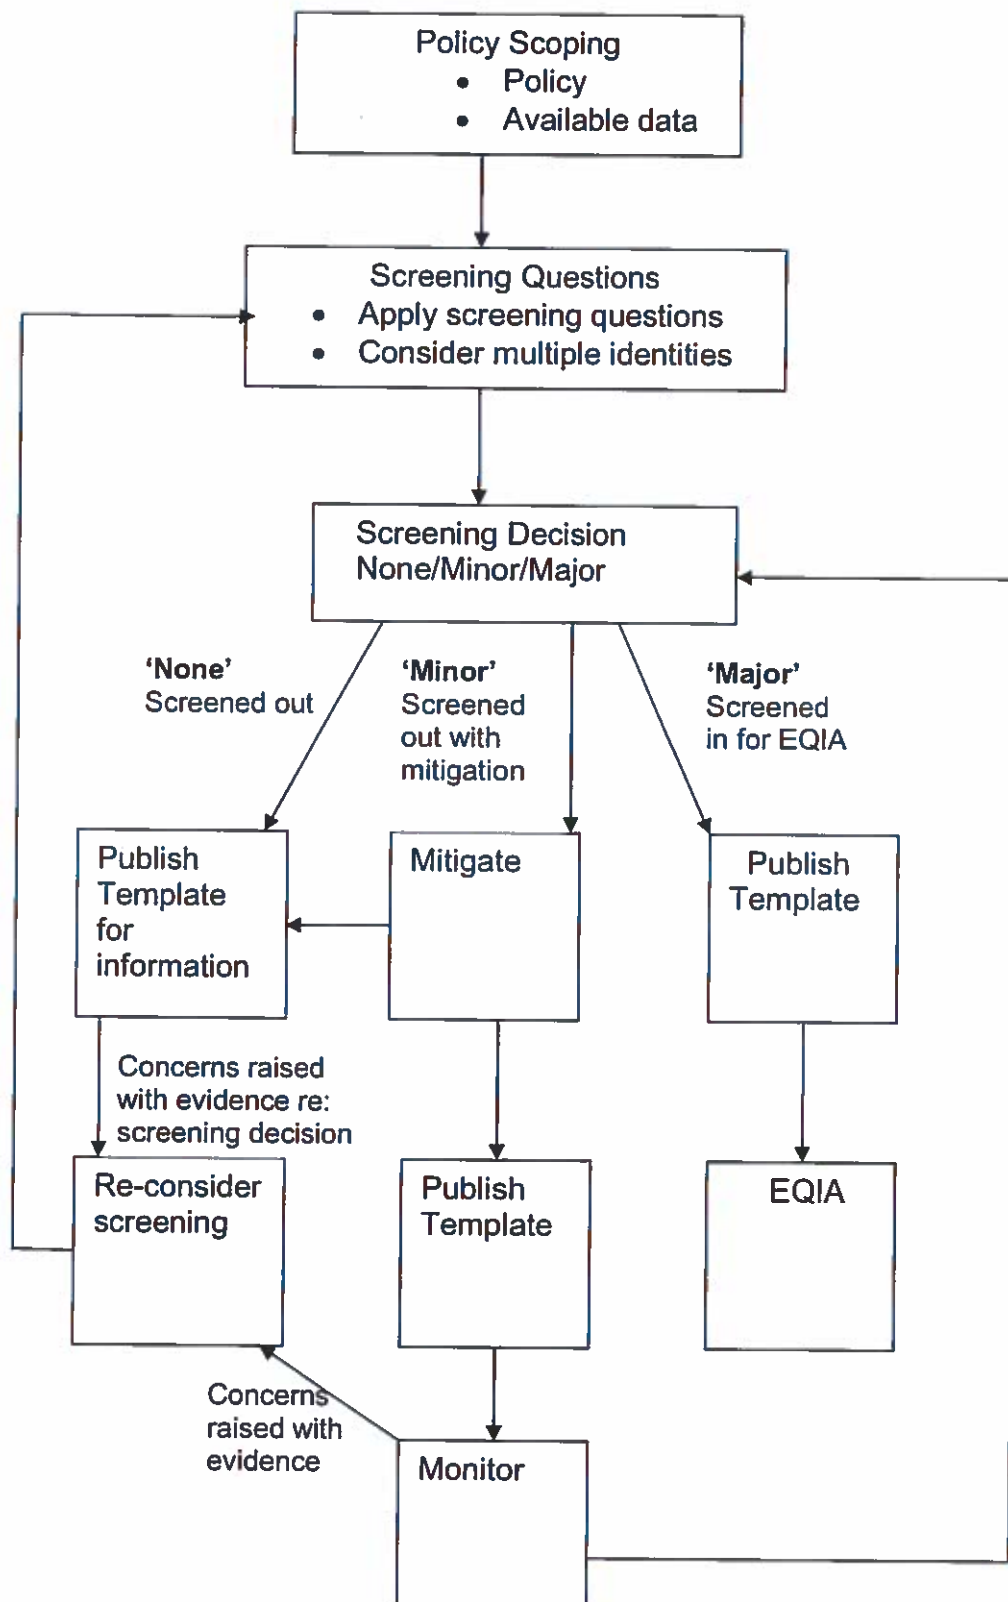 Policy Scoping
• Policy
• Available data
Screening Questions
• Apply screening questions
• Consider multiple identities
Screening Decision
None/Minor/Major
‘None’
Screened out
‘Minor’
Screened
out with
mitigation
‘Major’
Screened
in for EQIA
Publish
Template
for
information
Mitigate
Publish
Template
Concerns raised
with evidence re:
screening decision
Re-consider
screening
Publish
Template
EQIA
Concerns
raised with
evidence
Monitor